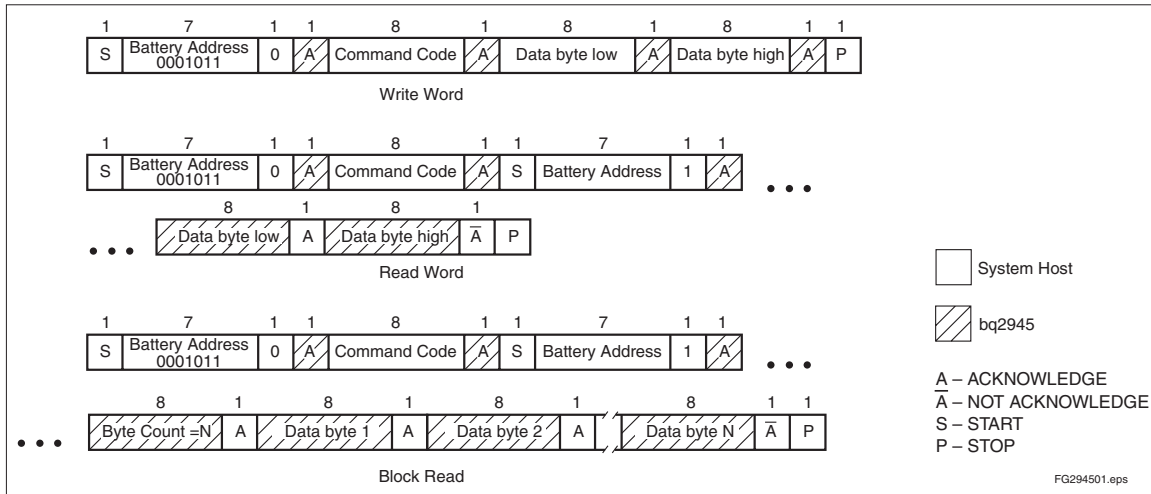 1 7 1 1 8 1 8 1 8 1 1
S Battery Address 0001011 0 A Command Code A Data byte low A Data byte high A P
Write Word
1 7 1 1 8 1 1 7 1 1
S Battery Address 0001011 0 A Command Code A S Battery Address 1 A • • •
8 1 8 1
• • • Data byte low A Data byte high A̅ P
Read Word
1 7 1 1 8 1 1 7 1 1
S Battery Address 0001011 0 A Command Code A S Battery Address 1 A • • •
8 1 8 1 8 1 8 1 1
• • • Byte Count =N A Data byte 1 A Data byte 2 A Data byte N A̅ P
Block Read
System Host
bq2945
A – ACKNOWLEDGE
A̅ – NOT ACKNOWLEDGE
S – START
P – STOP
FG294501.eps